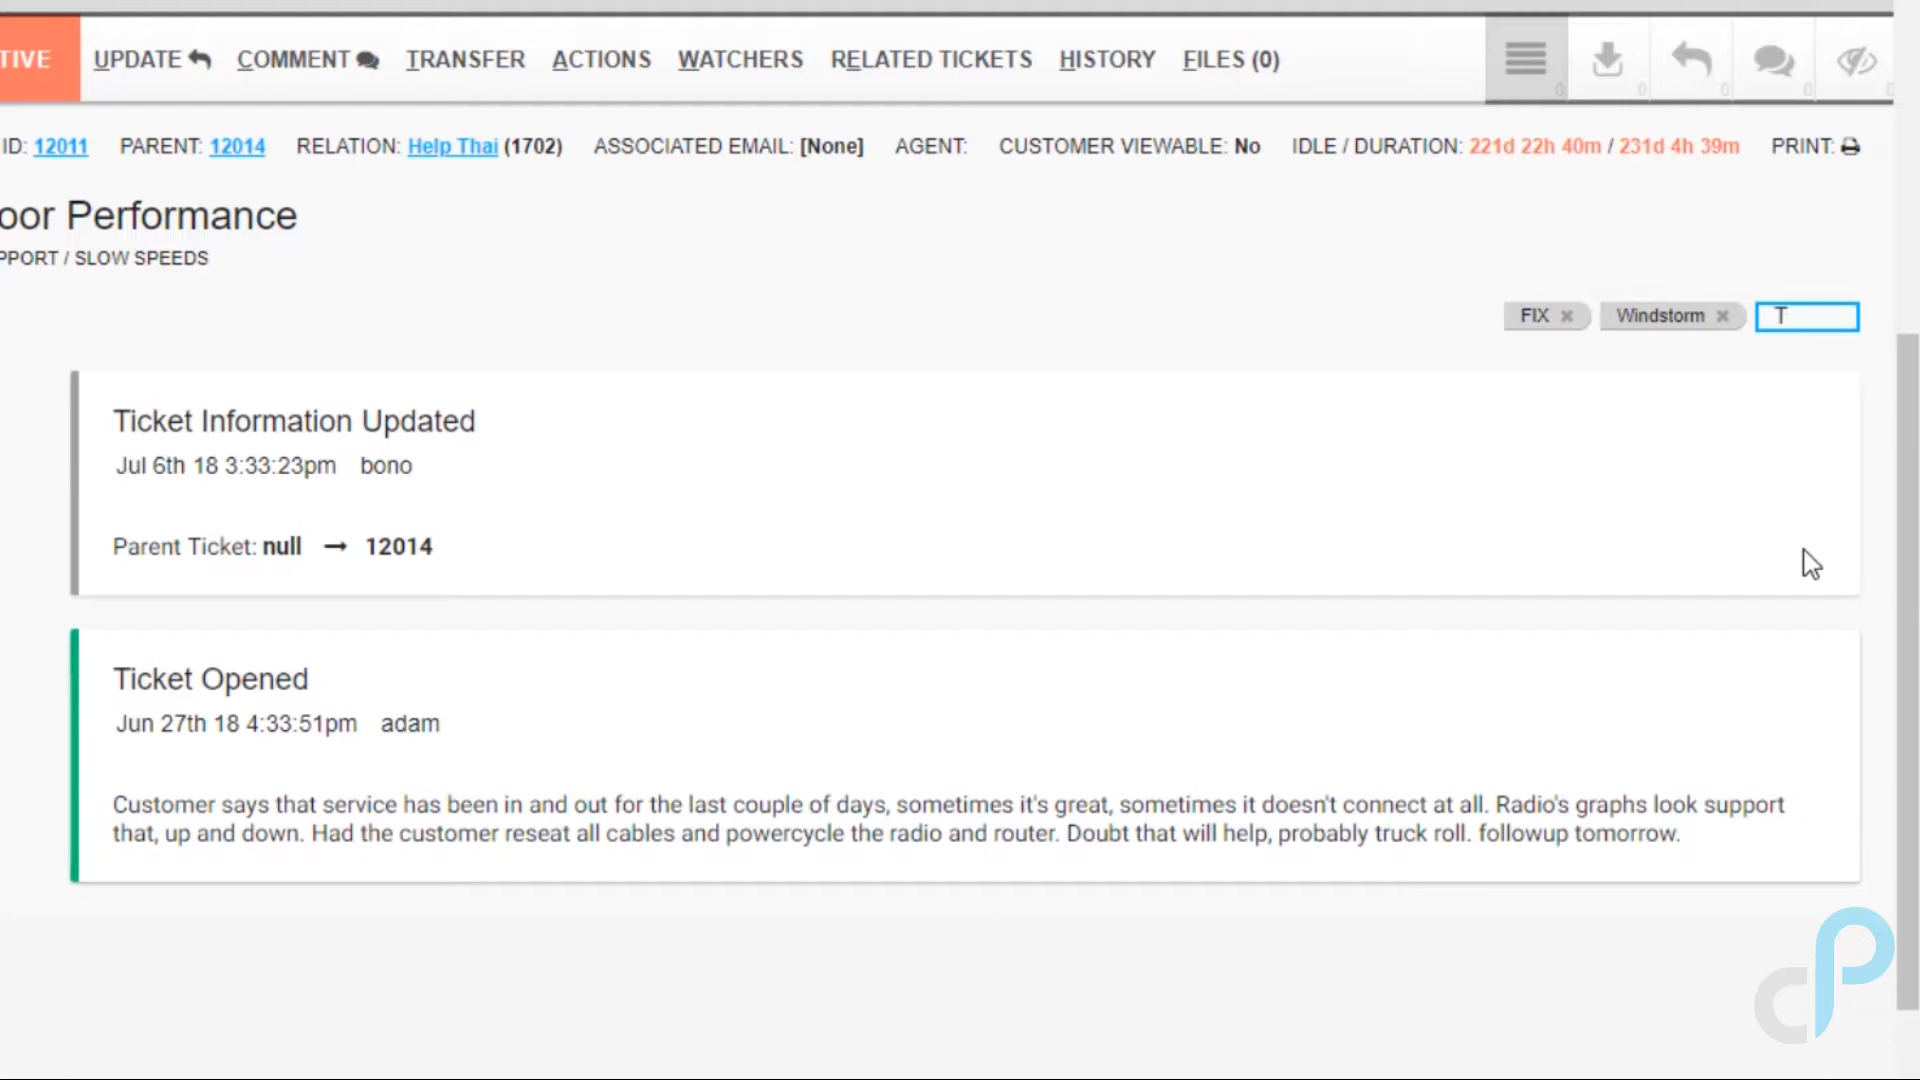 TIVE UPDATE COMMENT TRANSFER ACTIONS WATCHERS RELATED TICKETS HISTORY FILES (0) 0 0 0 0 0
ID: 12011 PARENT: 12014 RELATION: Help Thai (1702) ASSOCIATED EMAIL: [None] AGENT: CUSTOMER VIEWABLE: No IDLE / DURATION: 221d 22h 40m / 231d 4h 39m PRINT:
oor Performance
PPORT / SLOW SPEEDS
FIX Windstorm T
Ticket Information Updated
Jul 6th 18 3:33:23pm bono
Parent Ticket: null → 12014
Ticket Opened
Jun 27th 18 4:33:51pm adam
Customer says that service has been in and out for the last couple of days, sometimes it's great, sometimes it doesn't connect at all. Radio's graphs look support
that, up and down. Had the customer reseat all cables and powercycle the radio and router. Doubt that will help, probably truck roll. followup tomorrow.
cP